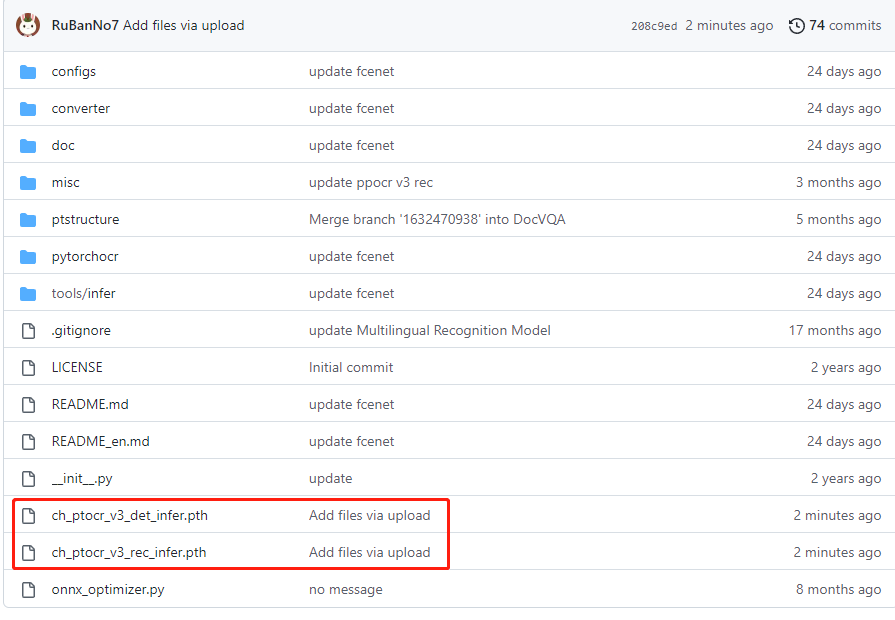 RuBanNo7 Add files via upload 208c9ed 2 minutes ago 74 commits
configs update fcenet 24 days ago
converter update fcenet 24 days ago
doc update fcenet 24 days ago
misc update ppocr v3 rec 3 months ago
ptstructure Merge branch '1632470938' into DocVQA 5 months ago
pytorchocr update fcenet 24 days ago
tools/infer update fcenet 24 days ago
.gitignore update Multilingual Recognition Model 17 months ago
LICENSE Initial commit 2 years ago
README.md update fcenet 24 days ago
README_en.md update fcenet 24 days ago
__init__.py update 2 years ago
ch_ptocr_v3_det_infer.pth Add files via upload 2 minutes ago
ch_ptocr_v3_rec_infer.pth Add files via upload 2 minutes ago
onnx_optimizer.py no message 8 months ago